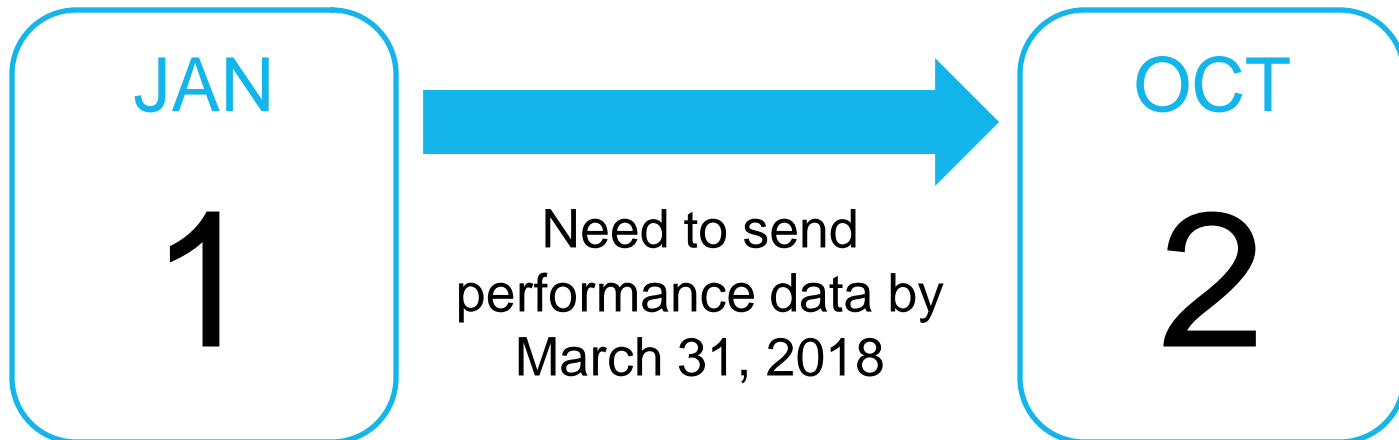 JAN
1
Need to send
performance data by
March 31, 2018
OCT
2